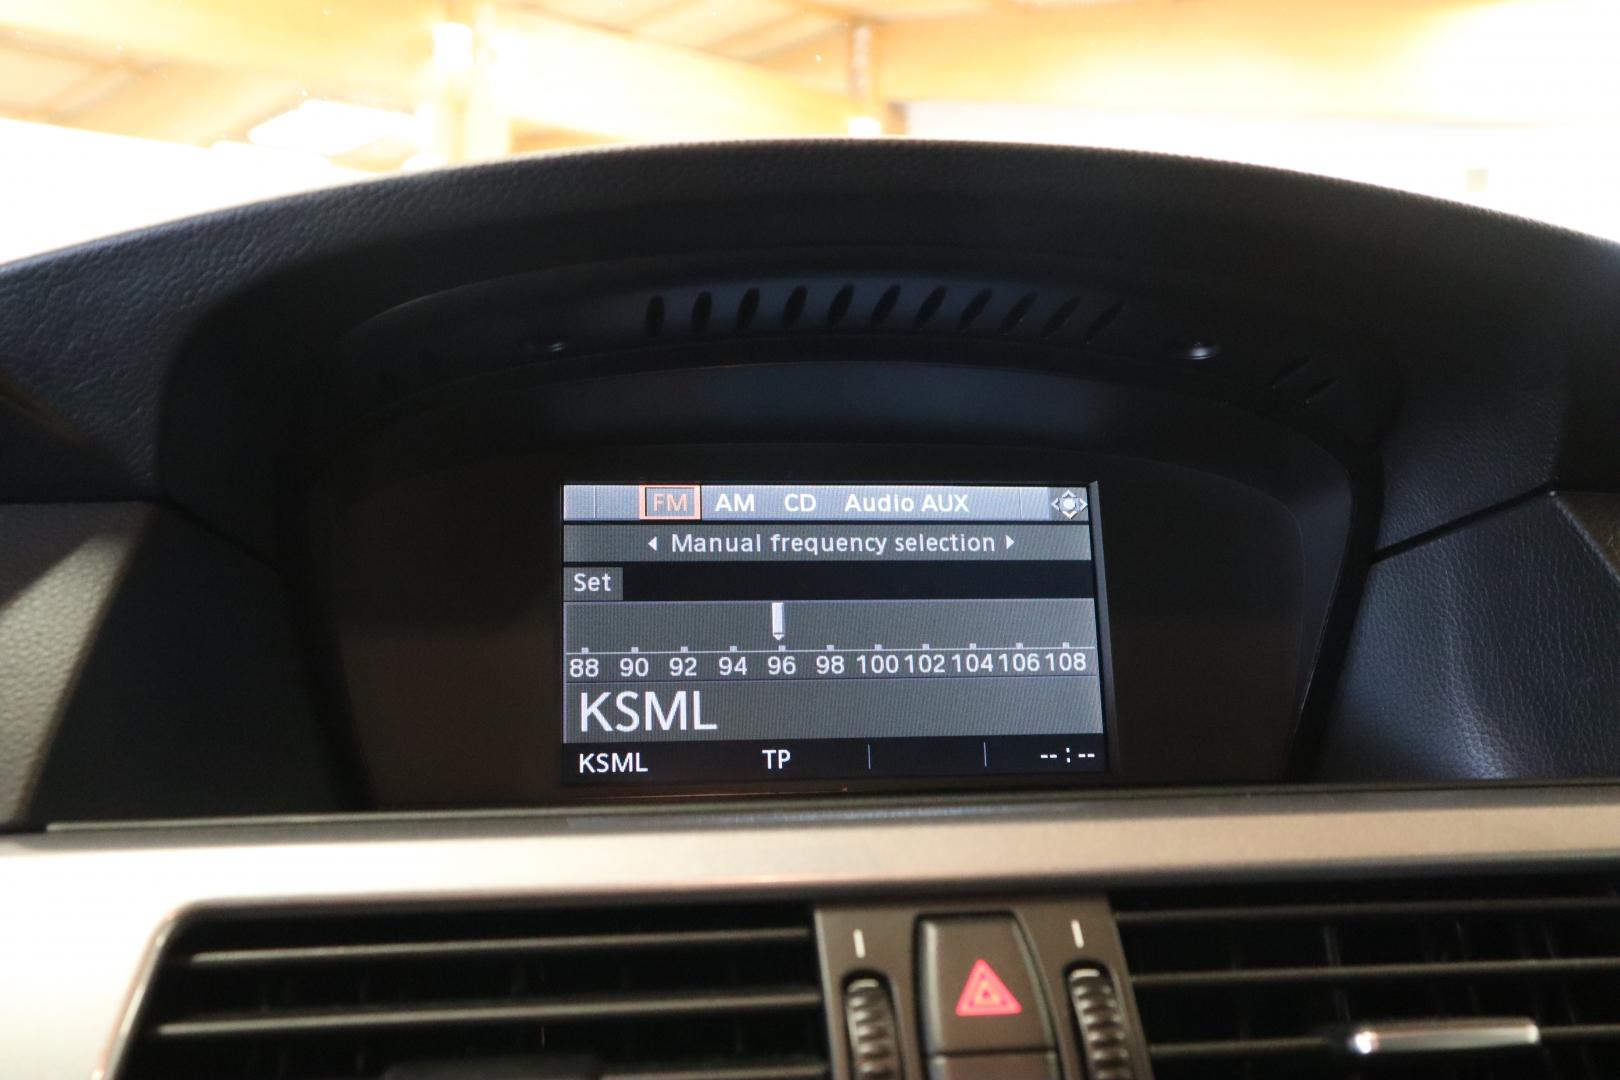 FM AM CD Audio AUX
Manual frequency selection
Set
88 90 92 94 96 98 100 102 104 106 108
KSML
KSML TP --:--